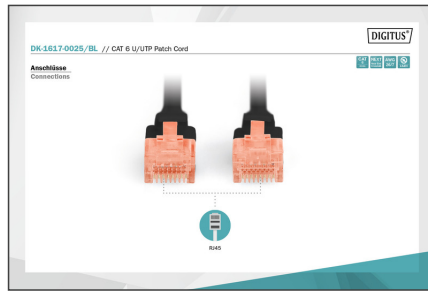 DIGITUS®
DK-1617-0025/BL // CAT 6 U/UTP Patch Cord
Anschlüsse
Connections
RJ45